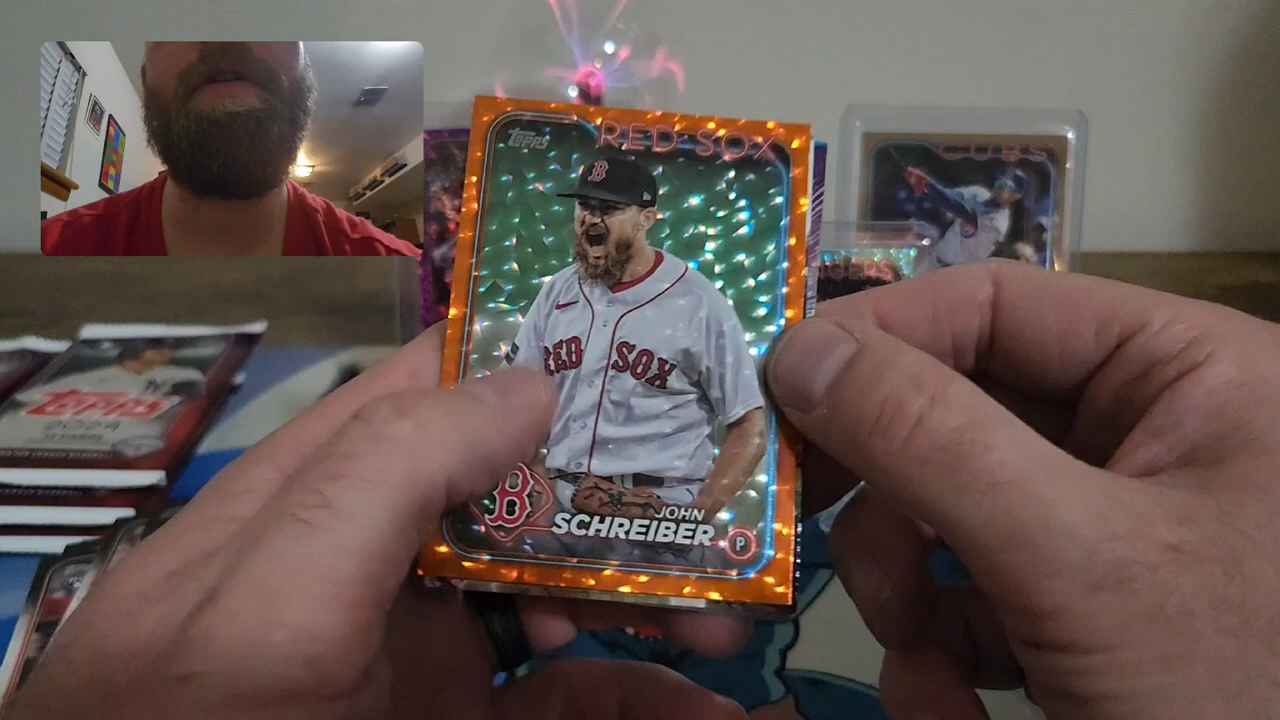 TOPPS
RED SOX
B
RED SOX
B
JOHN
SCHREIBER
P
CUBS
TOPPS
2024